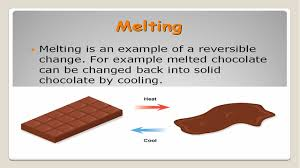 Melting
Melting is an example of a reversible
change. For example melted chocolate
can be changed back into solid
chocolate by cooling.
Heat
Cool